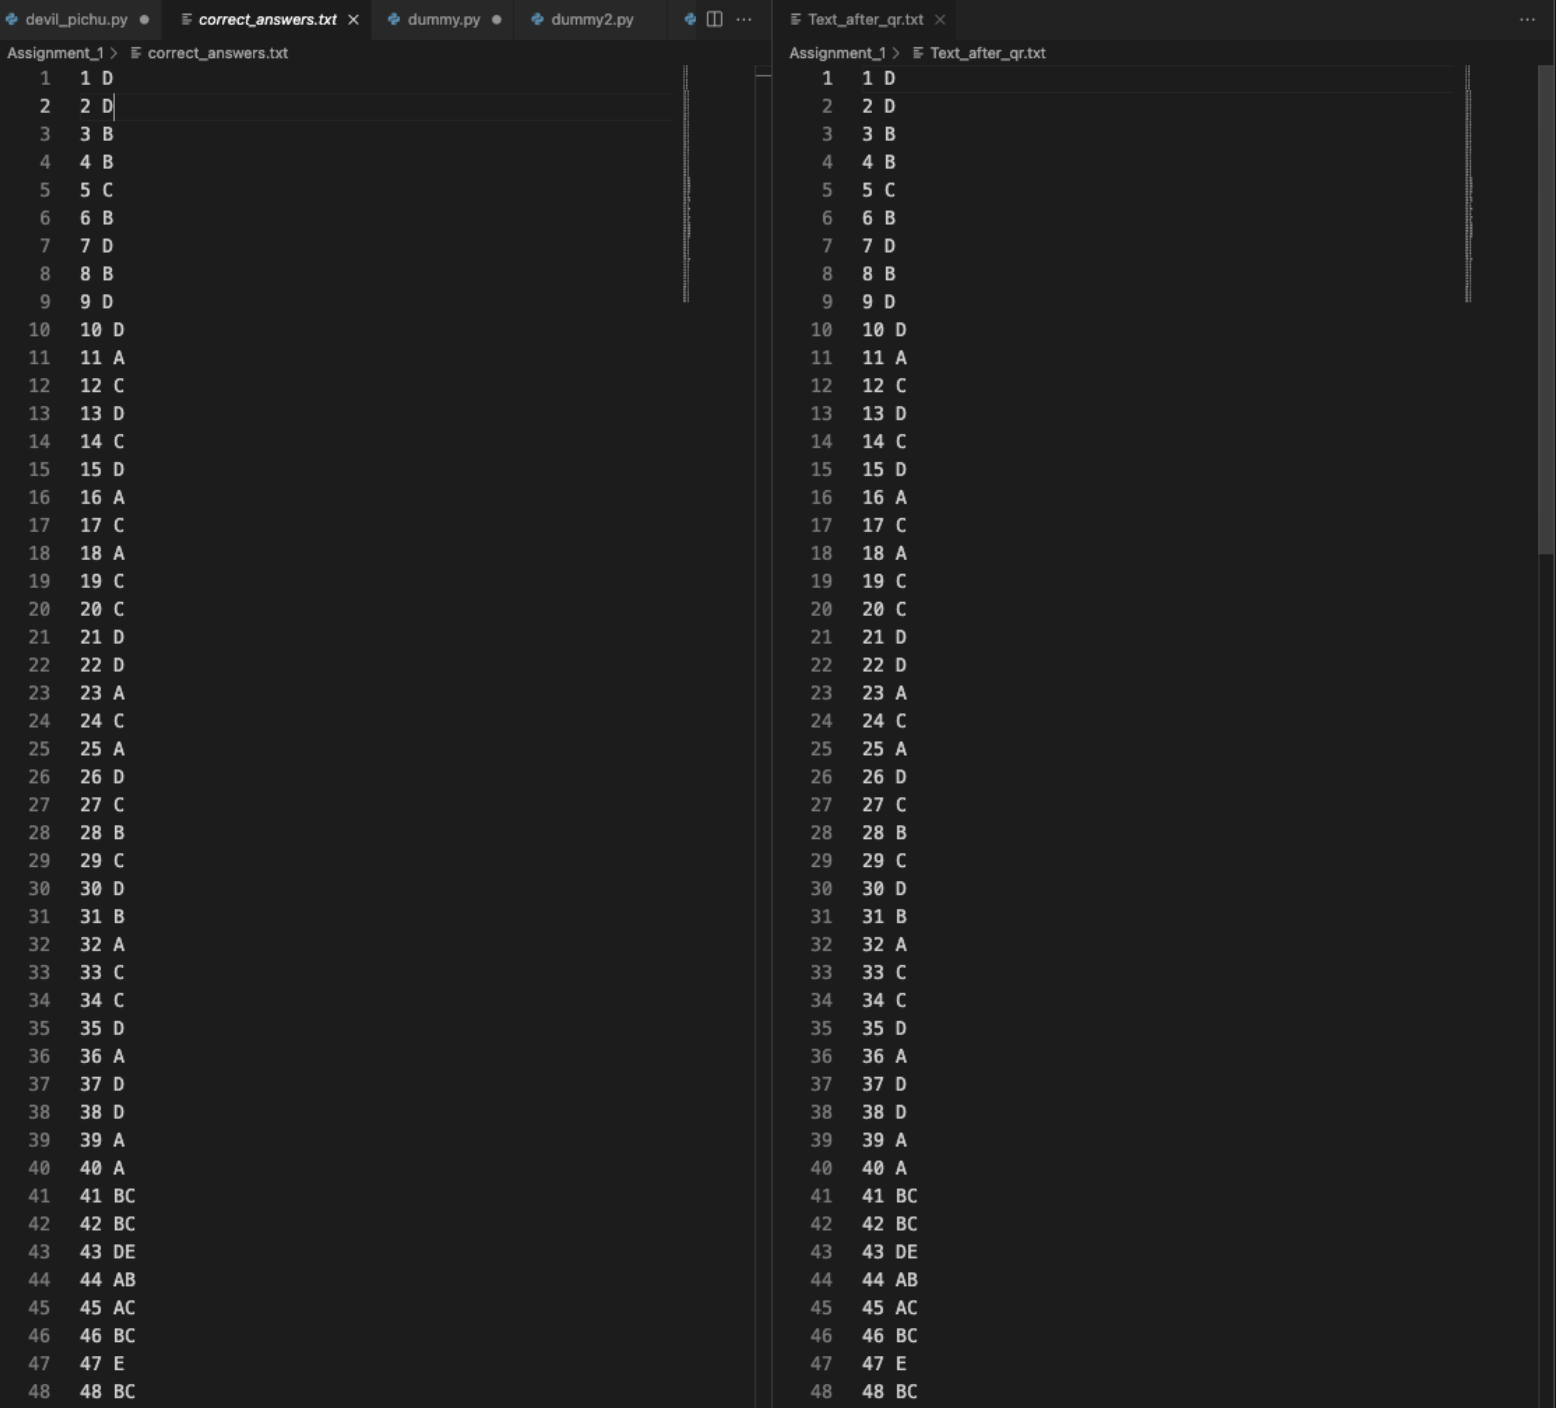 devil_pichu.py
correct_answers.txt
dummy.py
dummy2.py
Assignment_1 > correct_answers.txt
1 1 D
2 2 D
3 3 B
4 4 B
5 5 C
6 6 B
7 7 D
8 8 B
9 9 D
10 10 D
11 11 A
12 12 C
13 13 D
14 14 C
15 15 D
16 16 A
17 17 C
18 18 A
19 19 C
20 20 C
21 21 D
22 22 D
23 23 A
24 24 C
25 25 A
26 26 D
27 27 C
28 28 B
29 29 C
30 30 D
31 31 B
32 32 A
33 33 C
34 34 C
35 35 D
36 36 A
37 37 D
38 38 D
39 39 A
40 40 A
41 41 BC
42 42 BC
43 43 DE
44 44 AB
45 45 AC
46 46 BC
47 47 E
48 48 BC
Text_after_qr.txt
Assignment_1 > Text_after_qr.txt
1 1 D
2 2 D
3 3 B
4 4 B
5 5 C
6 6 B
7 7 D
8 8 B
9 9 D
10 10 D
11 11 A
12 12 C
13 13 D
14 14 C
15 15 D
16 16 A
17 17 C
18 18 A
19 19 C
20 20 C
21 21 D
22 22 D
23 23 A
24 24 C
25 25 A
26 26 D
27 27 C
28 28 B
29 29 C
30 30 D
31 31 B
32 32 A
33 33 C
34 34 C
35 35 D
36 36 A
37 37 D
38 38 D
39 39 A
40 40 A
41 41 BC
42 42 BC
43 43 DE
44 44 AB
45 45 AC
46 46 BC
47 47 E
48 48 BC